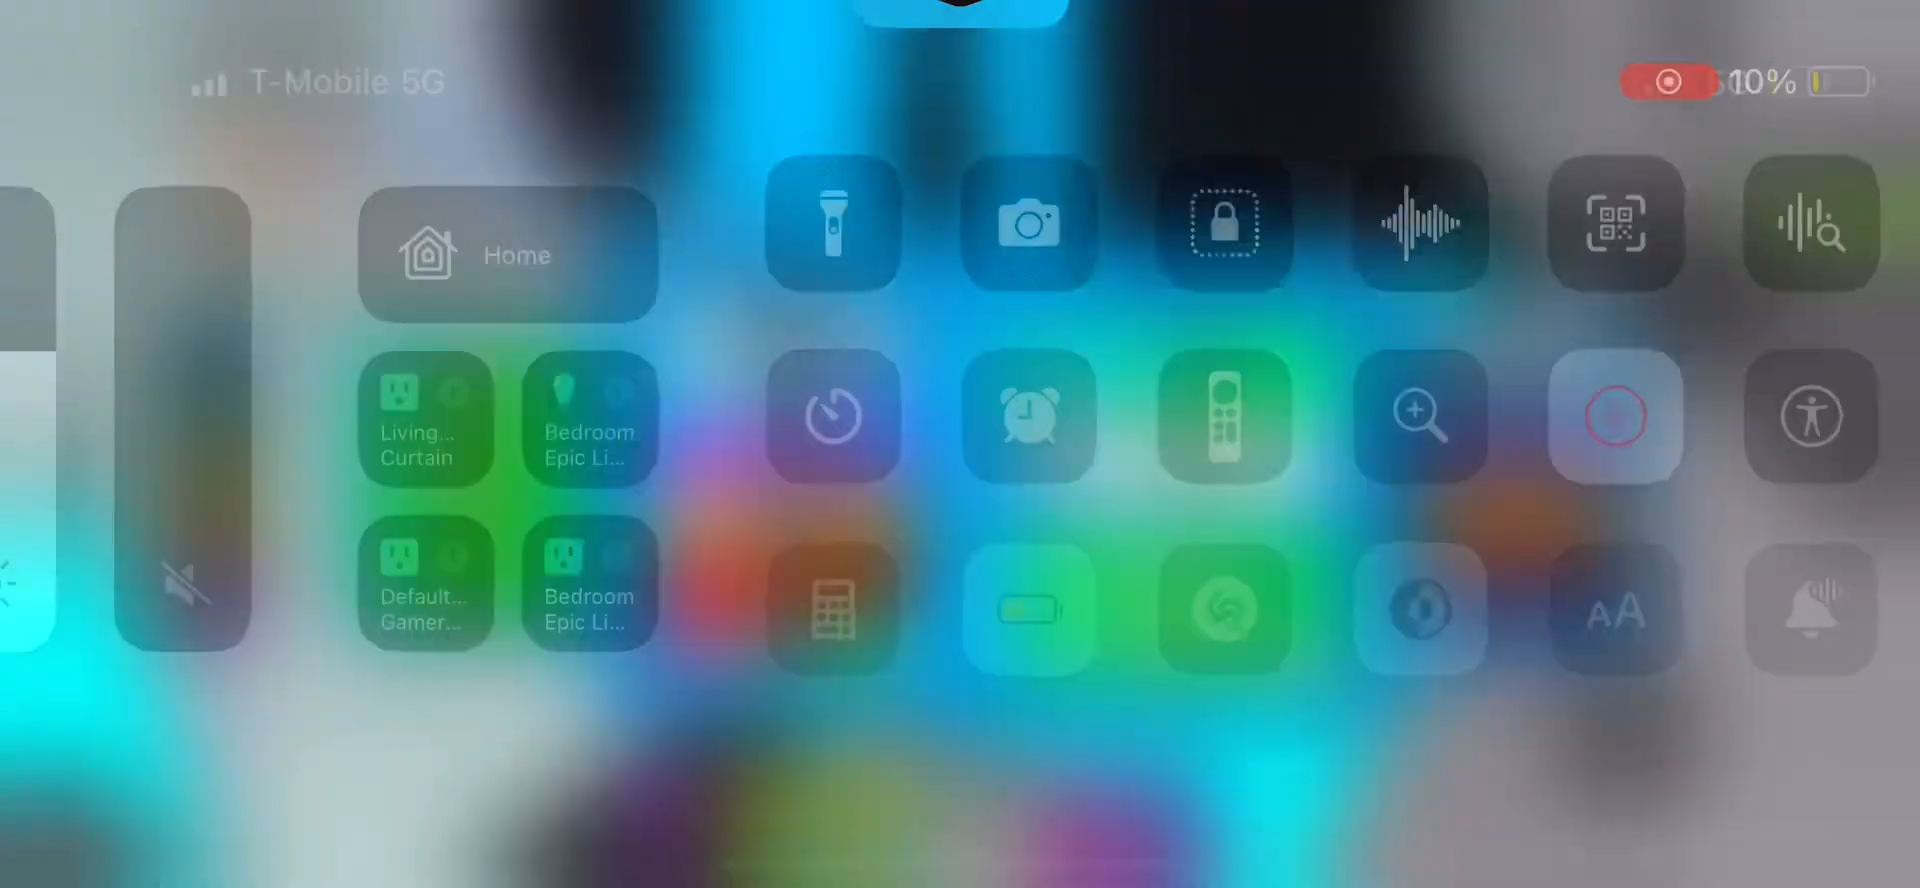 T-Mobile 5G
10%
Home
Living...
Curtain
Bedroom
Epic Li...
Default...
Gamer...
Bedroom
Epic Li...
AA